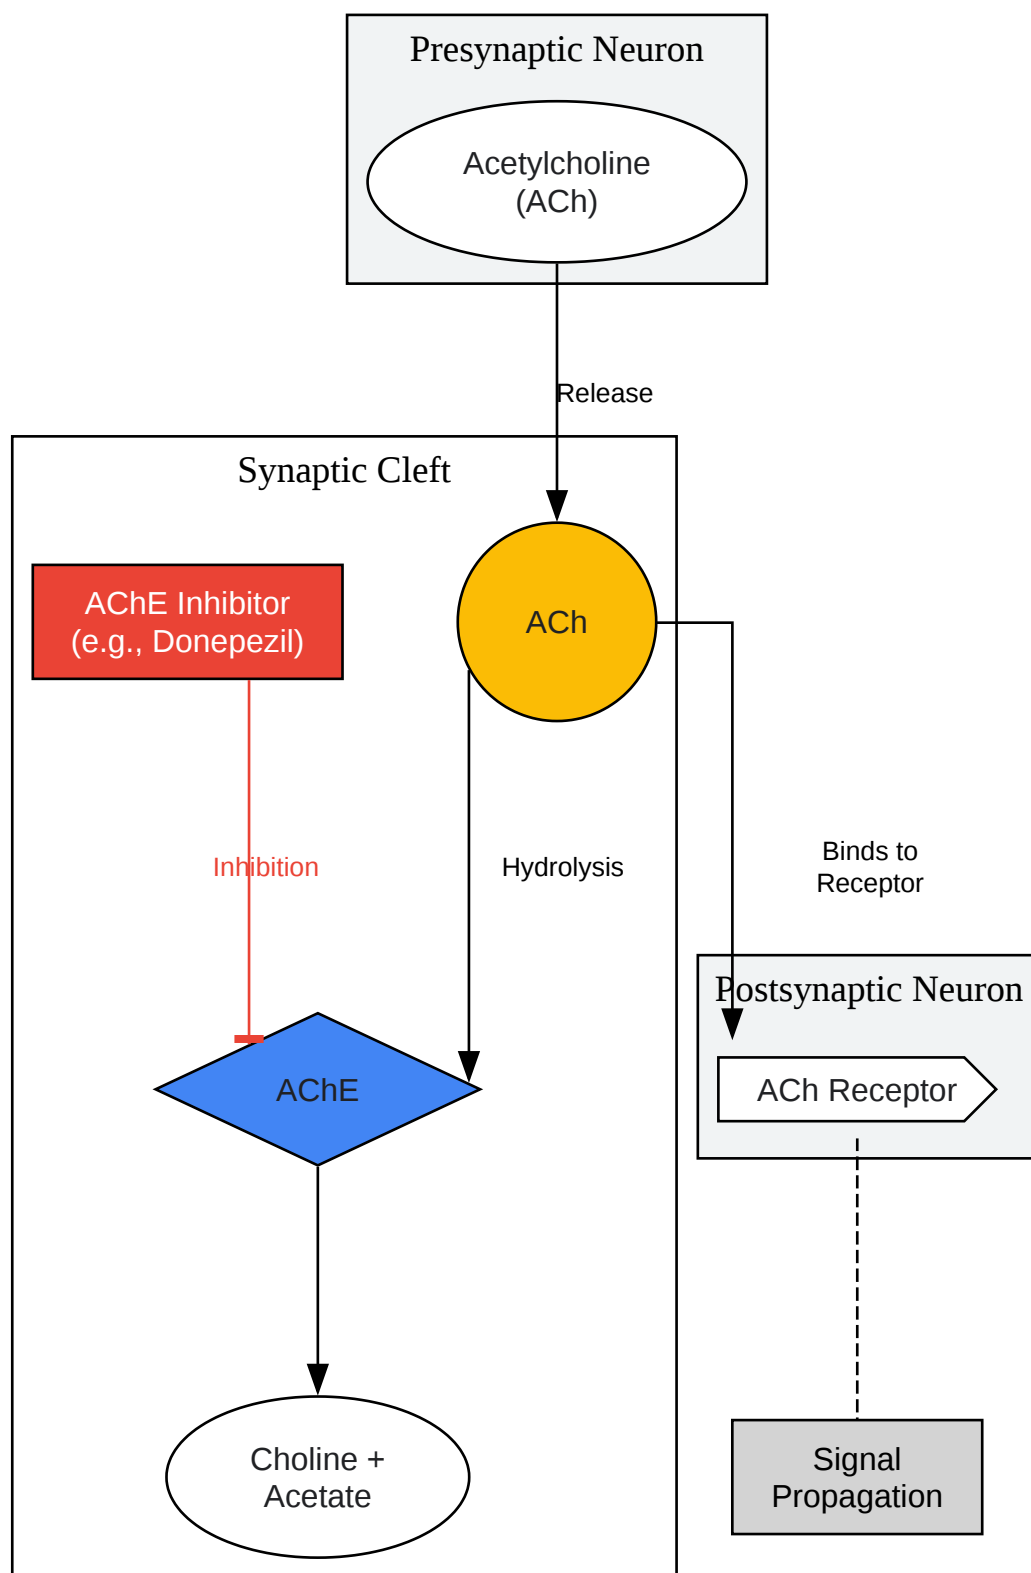 Presynaptic Neuron
Acetylcholine
(ACh)
Release
Synaptic Cleft
AChE Inhibitor
(e.g., Donepezil)
ACh
Inhibition
Hydrolysis
Binds to
Receptor
Postsynaptic Neuron
AChE
ACh Receptor
Choline +
Acetate
Signal
Propagation